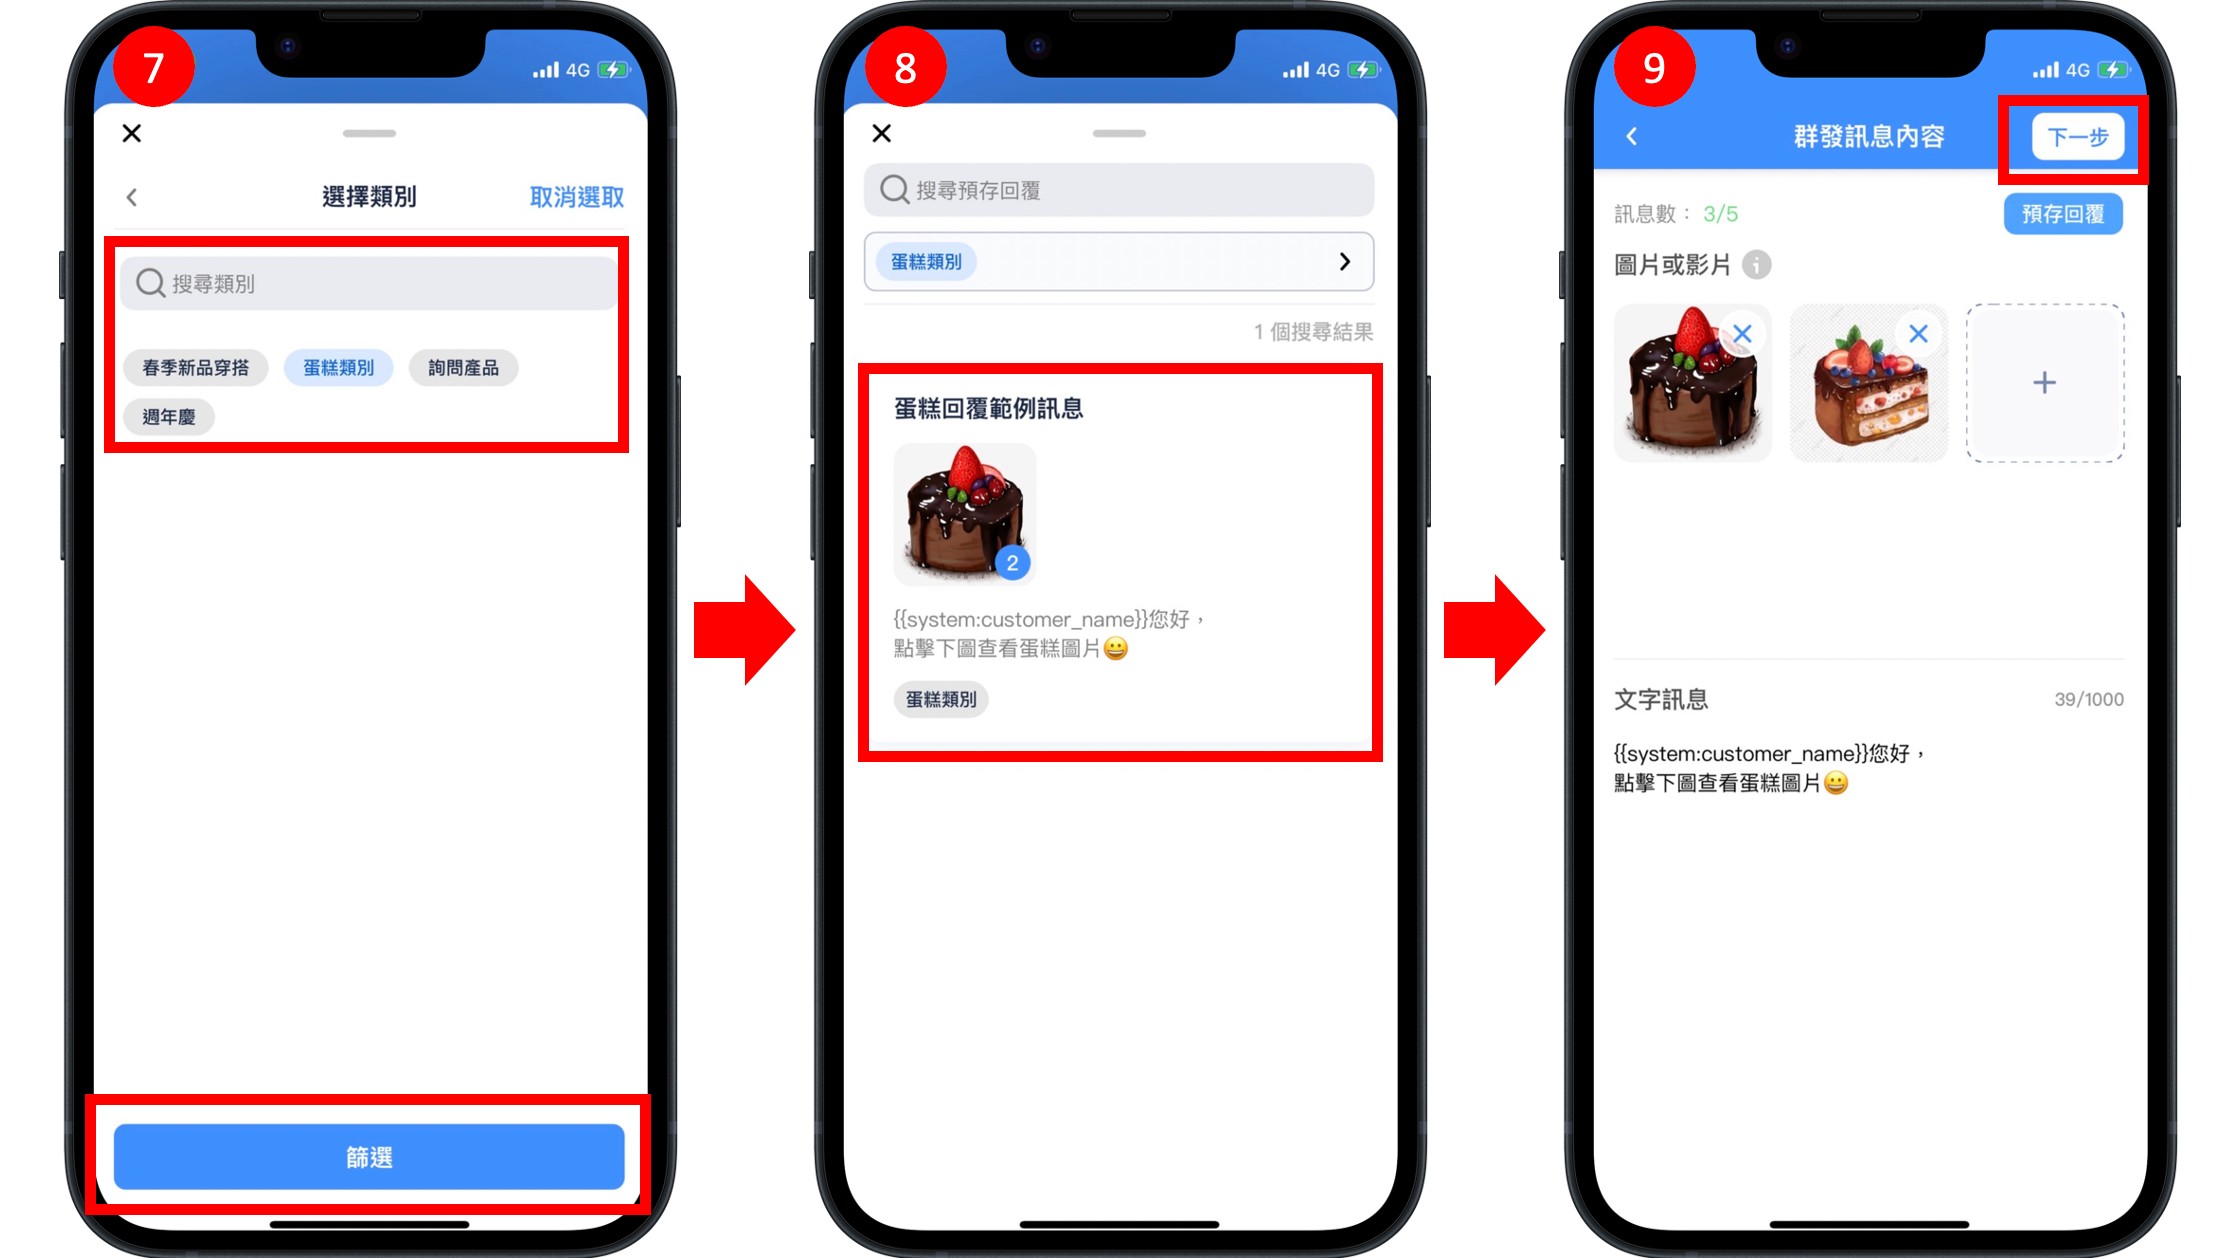 7
4G
選擇類別
取消選取
搜尋類別
春季新品穿搭
蛋糕類別
詢問產品
週年慶
篩選
8
4G
搜尋預存回覆
蛋糕類別
1 個搜尋結果
蛋糕回覆範例訊息
2
{{system:customer_name}}您好，
點擊下圖查看蛋糕圖片😀
蛋糕類別
9
4G
群發訊息內容
下一步
訊息數： 3/5
預存回覆
圖片或影片
文字訊息
39/1000
{{system:customer_name}}您好，
點擊下圖查看蛋糕圖片😀